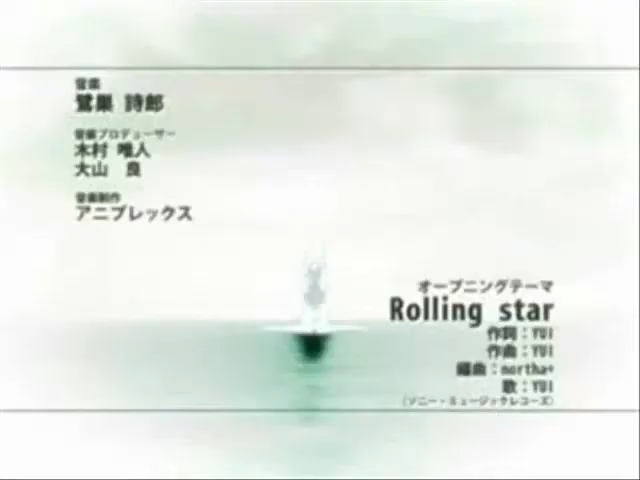 音楽
鷺巣 詩郎
音楽プロデューサー
木村 唯人
大山 良
音楽制作
アニプレックス
オープニングテーマ
Rolling star
作詞：YUI
作曲：YUI
編曲：northa+
歌：YUI
（ソニー・ミュージックレコーズ）